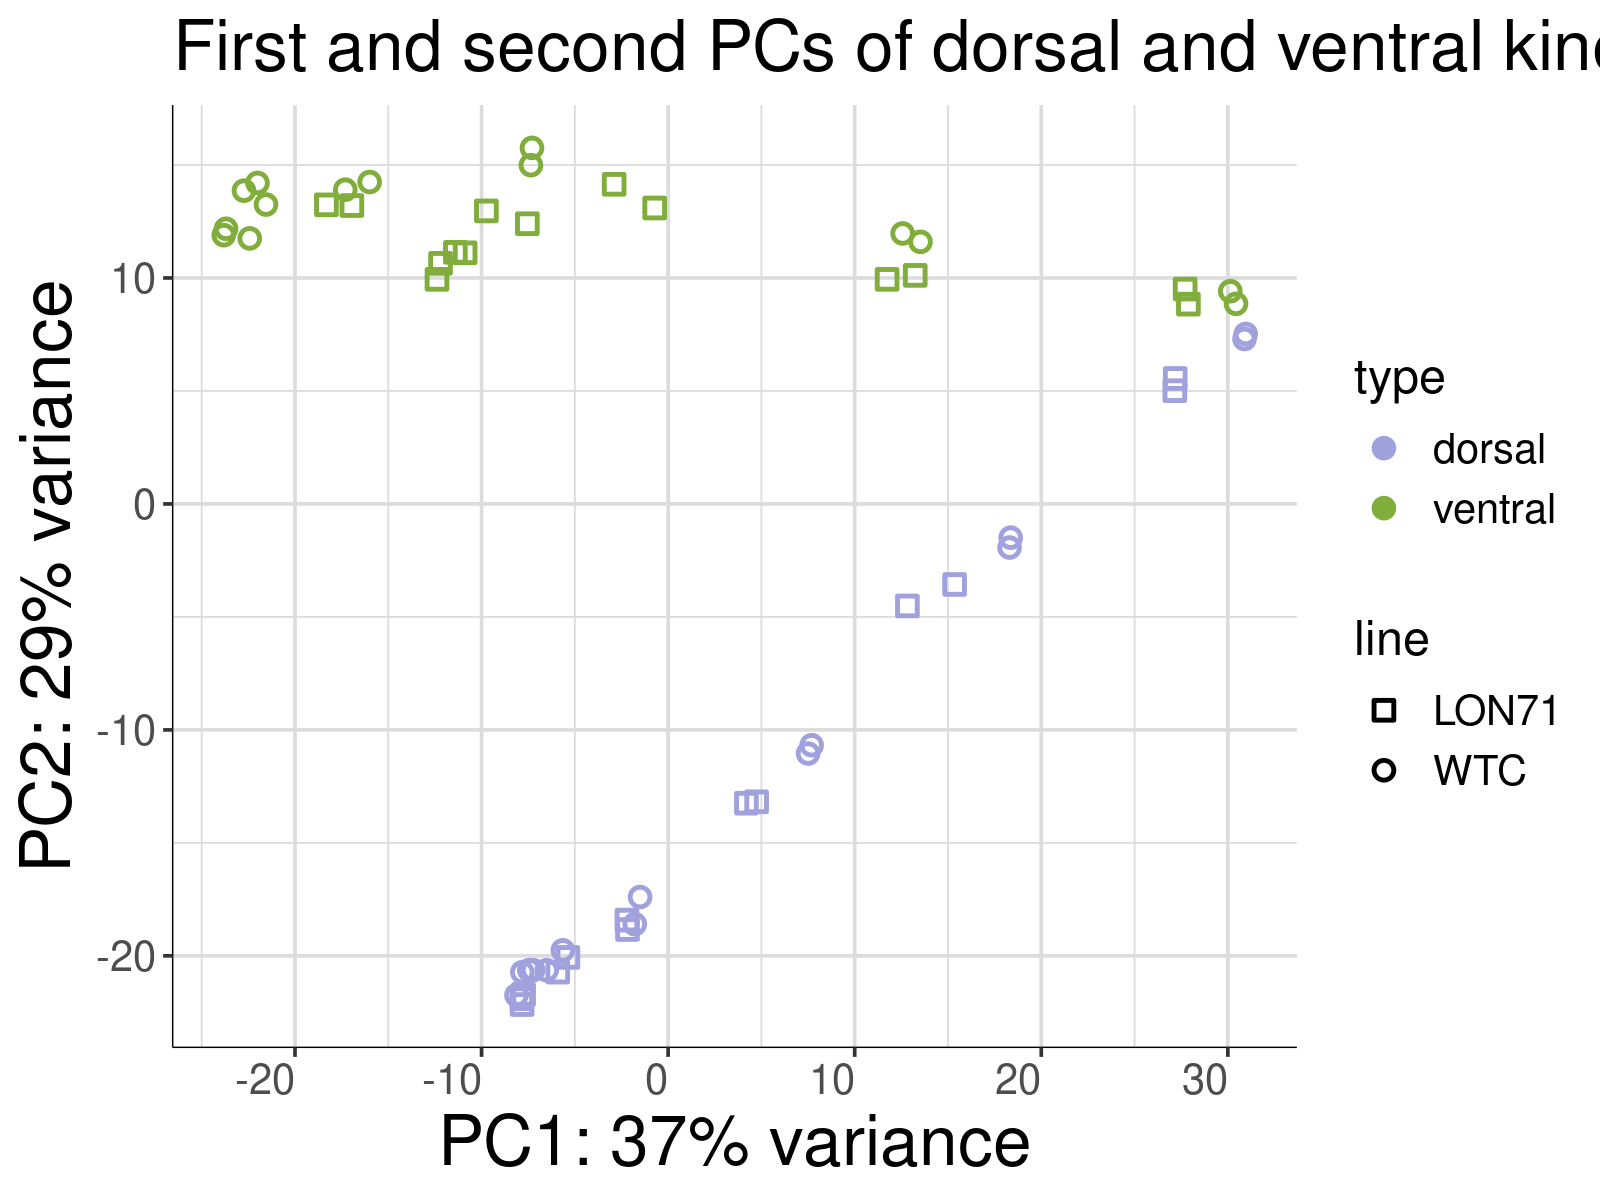 First and second PCs of dorsal and ventral
10
0
-10
-20
-20
-10
0
10
20
30
PC2: 29% variance
PC1: 37% variance
type
dorsal
ventral
line
LON71
WTC